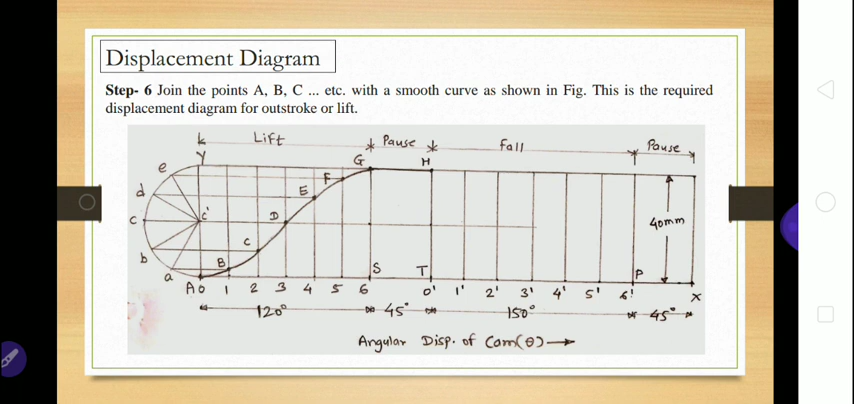 Displacement Diagram
Step- 6 Join the points A, B, C ... etc. with a smooth curve as shown in Fig. This is the required
displacement diagram for outstroke or lift.
Lift
Pause
Fall
Pause
Y
G
H
e
F
d
E
c
c'
D
40mm
C
b
B
S
T
P
a
A 0 1 2 3 4 5 6 0' 1' 2' 3' 4' 5' 6' X
120° 45° 150° 45°
Angular Disp. of Cam(θ)